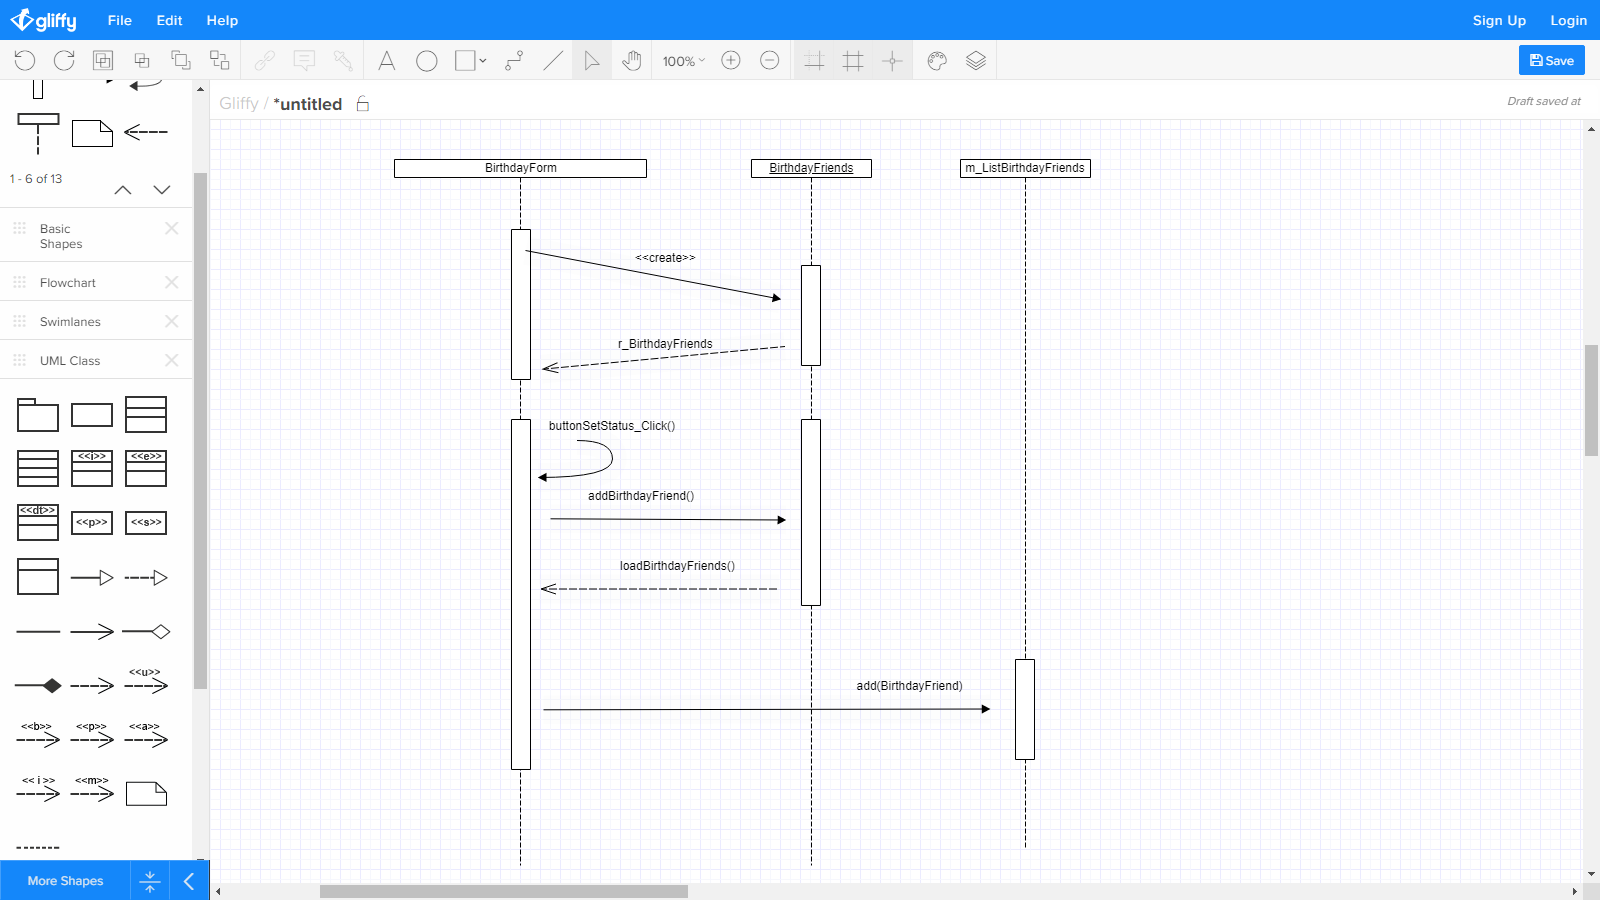 gliffy File Edit Help Sign Up Login
100% Save
Gliffy / *untitled Draft saved at
1 - 6 of 13
Basic
Shapes
Flowchart
Swimlanes
UML Class
<<i>> <<e>>
<<dt>> <<p>> <<s>>
<<u>>
<<b>> <<p>> <<a>>
<< i >> <<m>>
More Shapes
BirthdayForm BirthdayFriends m_ListBirthdayFriends
<<create>>
r_BirthdayFriends
buttonSetStatus_Click()
addBirthdayFriend()
loadBirthdayFriends()
add(BirthdayFriend)